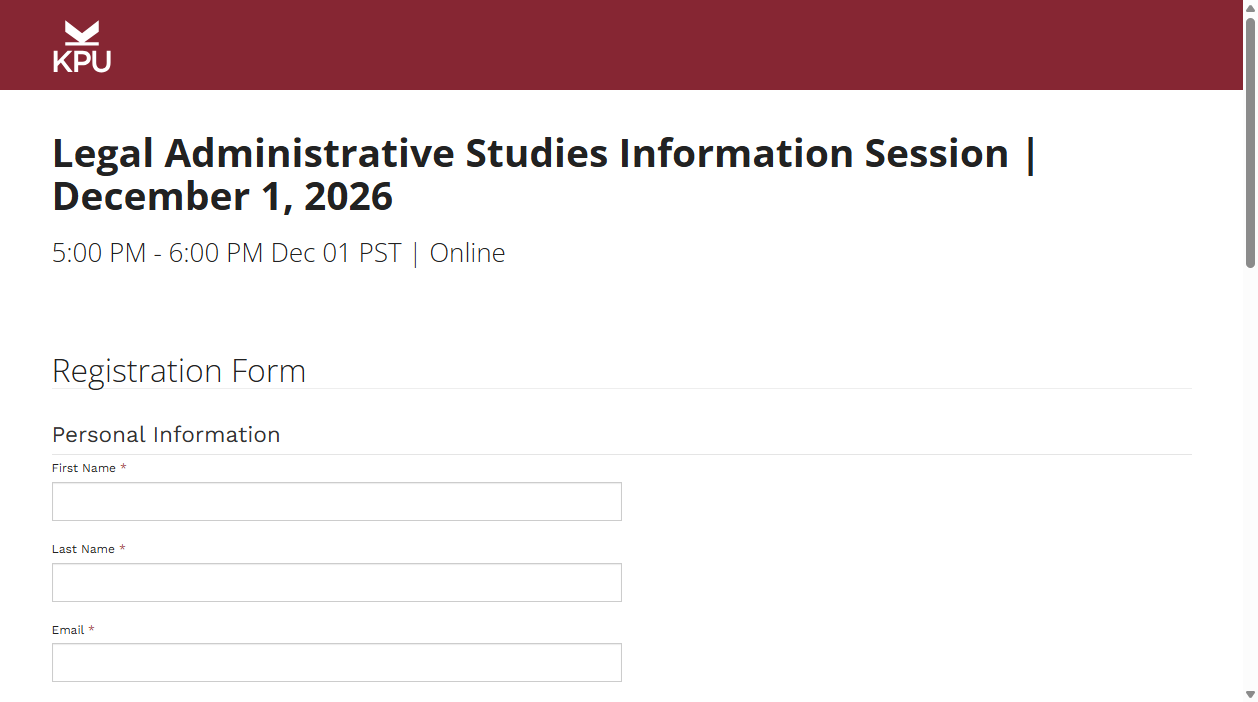 KPU
Legal Administrative Studies Information Session |
December 1, 2026
5:00 PM - 6:00 PM Dec 01 PST | Online
Registration Form
Personal Information
First Name *
Last Name *
Email *